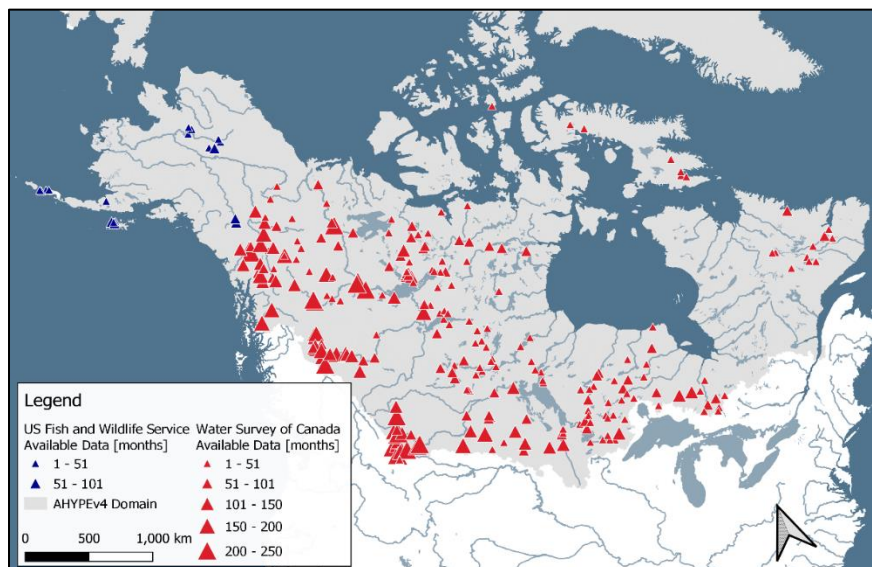 Legend
US Fish and Wildlife Service
Available Data [months]
1 - 51
51 - 101
AHYPEv4 Domain
0 500 1,000 km
Water Survey of Canada
Available Data [months]
1 - 51
51 - 101
101 - 150
150 - 200
200 - 250